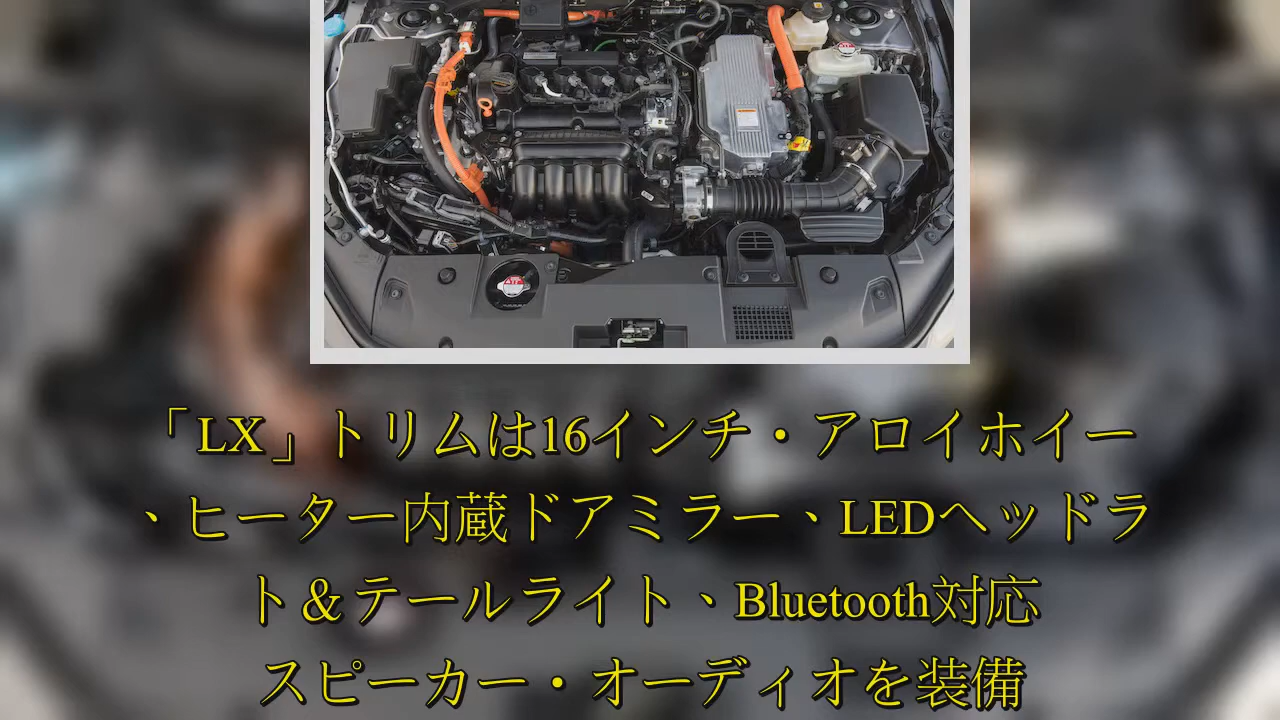 「LX」トリムは16インチ・アロイホイー
、ヒーター内蔵ドアミラー、LEDヘッドラ
ト＆テールライト、Bluetooth対応
スピーカー・オーディオを装備